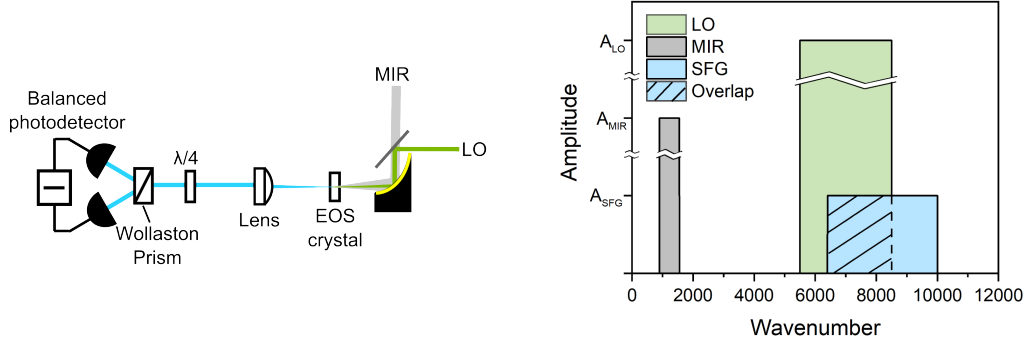 MIR
Balanced
photodetector
λ/4
LO
Lens
EOS
crystal
Wollaston
Prism
LO
MIR
SFG
Overlap
A_LO
A_MIR
A_SFG
Amplitude
0 2000 4000 6000 8000 10000 12000
Wavenumber